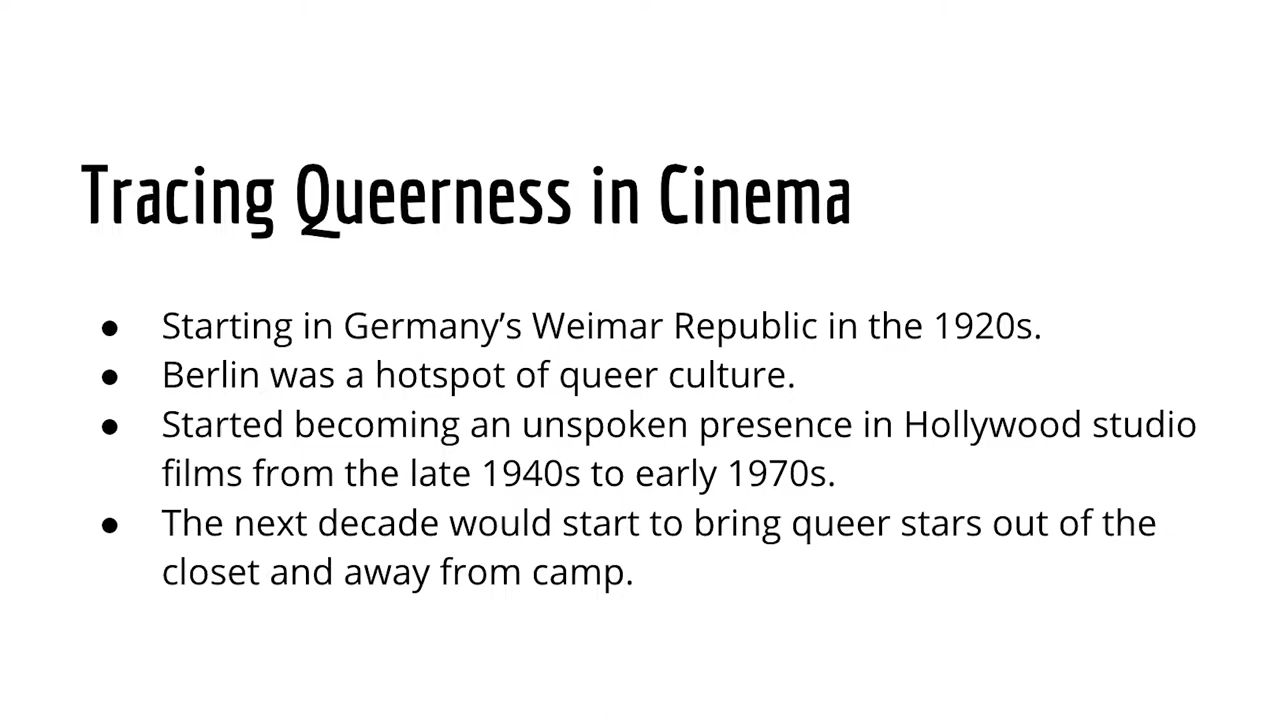 Tracing Queerness in Cinema
● Starting in Germany’s Weimar Republic in the 1920s.
● Berlin was a hotspot of queer culture.
● Started becoming an unspoken presence in Hollywood studio
films from the late 1940s to early 1970s.
● The next decade would start to bring queer stars out of the
closet and away from camp.